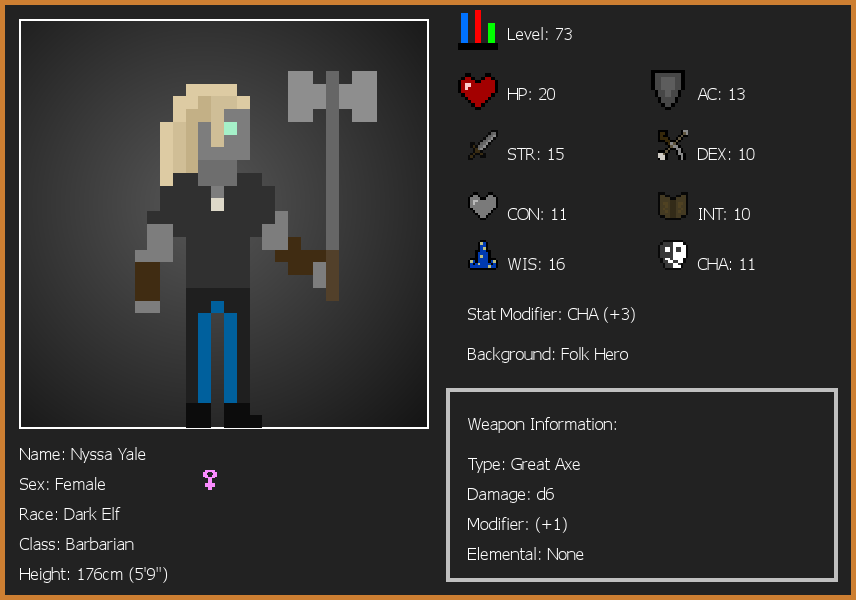 Level: 73
HP: 20
AC: 13
STR: 15
DEX: 10
CON: 11
INT: 10
WIS: 16
CHA: 11
Stat Modifier: CHA (+3)
Background: Folk Hero
Weapon Information:
Type: Great Axe
Damage: d6
Modifier: (+1)
Elemental: None
Name: Nyssa Yale
Sex: Female
Race: Dark Elf
Class: Barbarian
Height: 176cm (5'9")